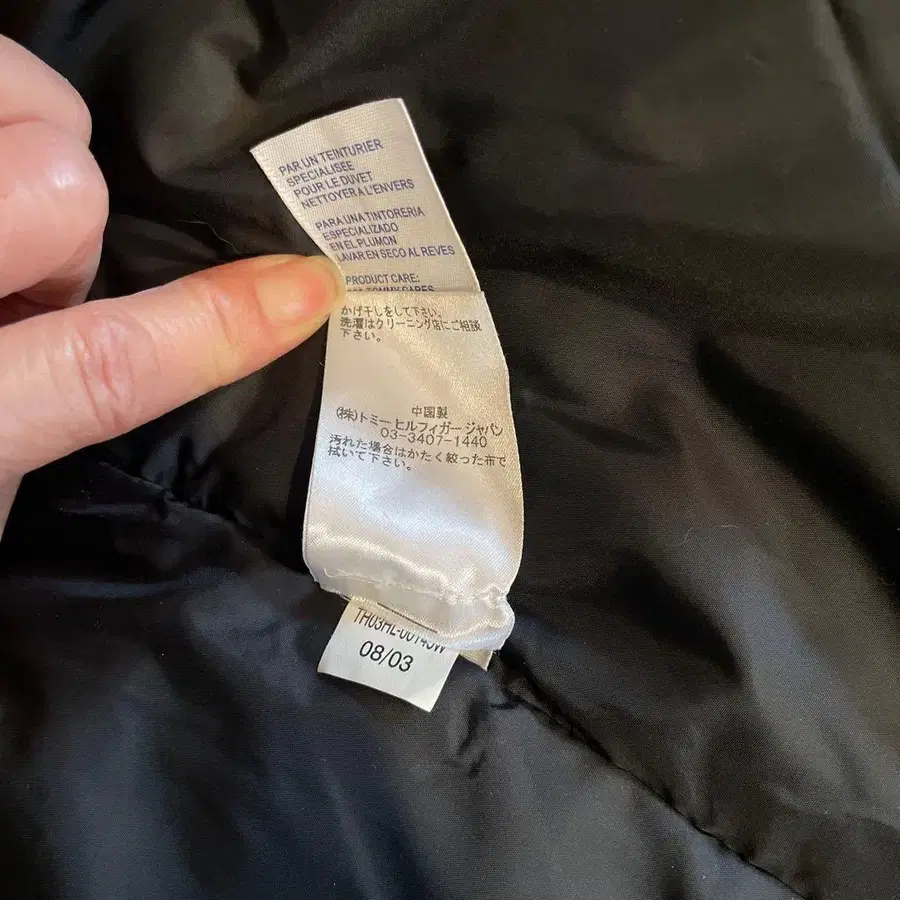 PAR UN TEINTURIER
SPECIALISEE
POUR LE DUVET
NETTOYER A L'ENVERS
PARA UNA TINTORERIA
ESPECIALIZADO
EN EL PLUMON
LAVAR EN SECO AL REVES
PRODUCT CARE:
TOMMY CARES
かげ干しをして下さい。
洗濯はクリーニング店にご相談
下さい。
中国製
(株)トミー ヒルフィガー ジャパン
03-3407-1440
汚れた場合はかたく絞った布で
拭いて下さい。
08/03